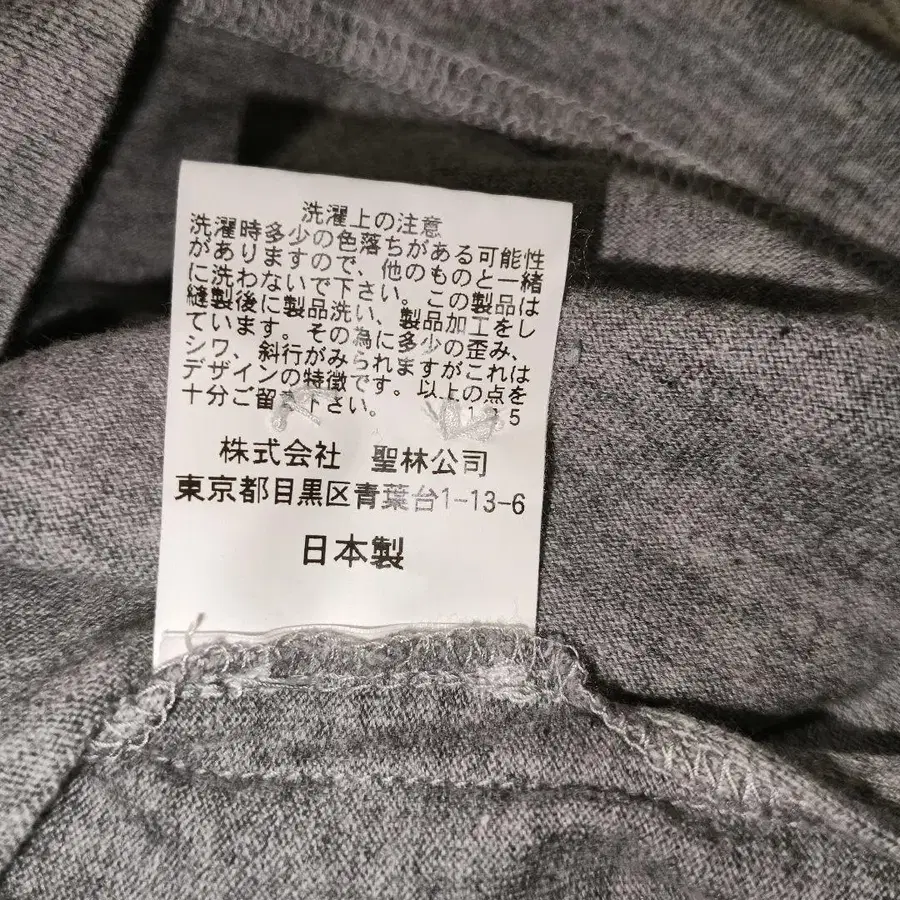 洗濯上の注意
洗濯時多少の色落ちがある可能性
がありますので、他のものと一緒
に洗わないで下さい。この製品は
縫製後に製品洗い、製品加工をし
ています。その為に多少の歪み、
シワ、斜行がみられますがこれは
デザインの特徴です。以上の点を
十分ご留 下さい。 5
株式会社 聖林公司
東京都目黒区青葉台1-13-6
日本製